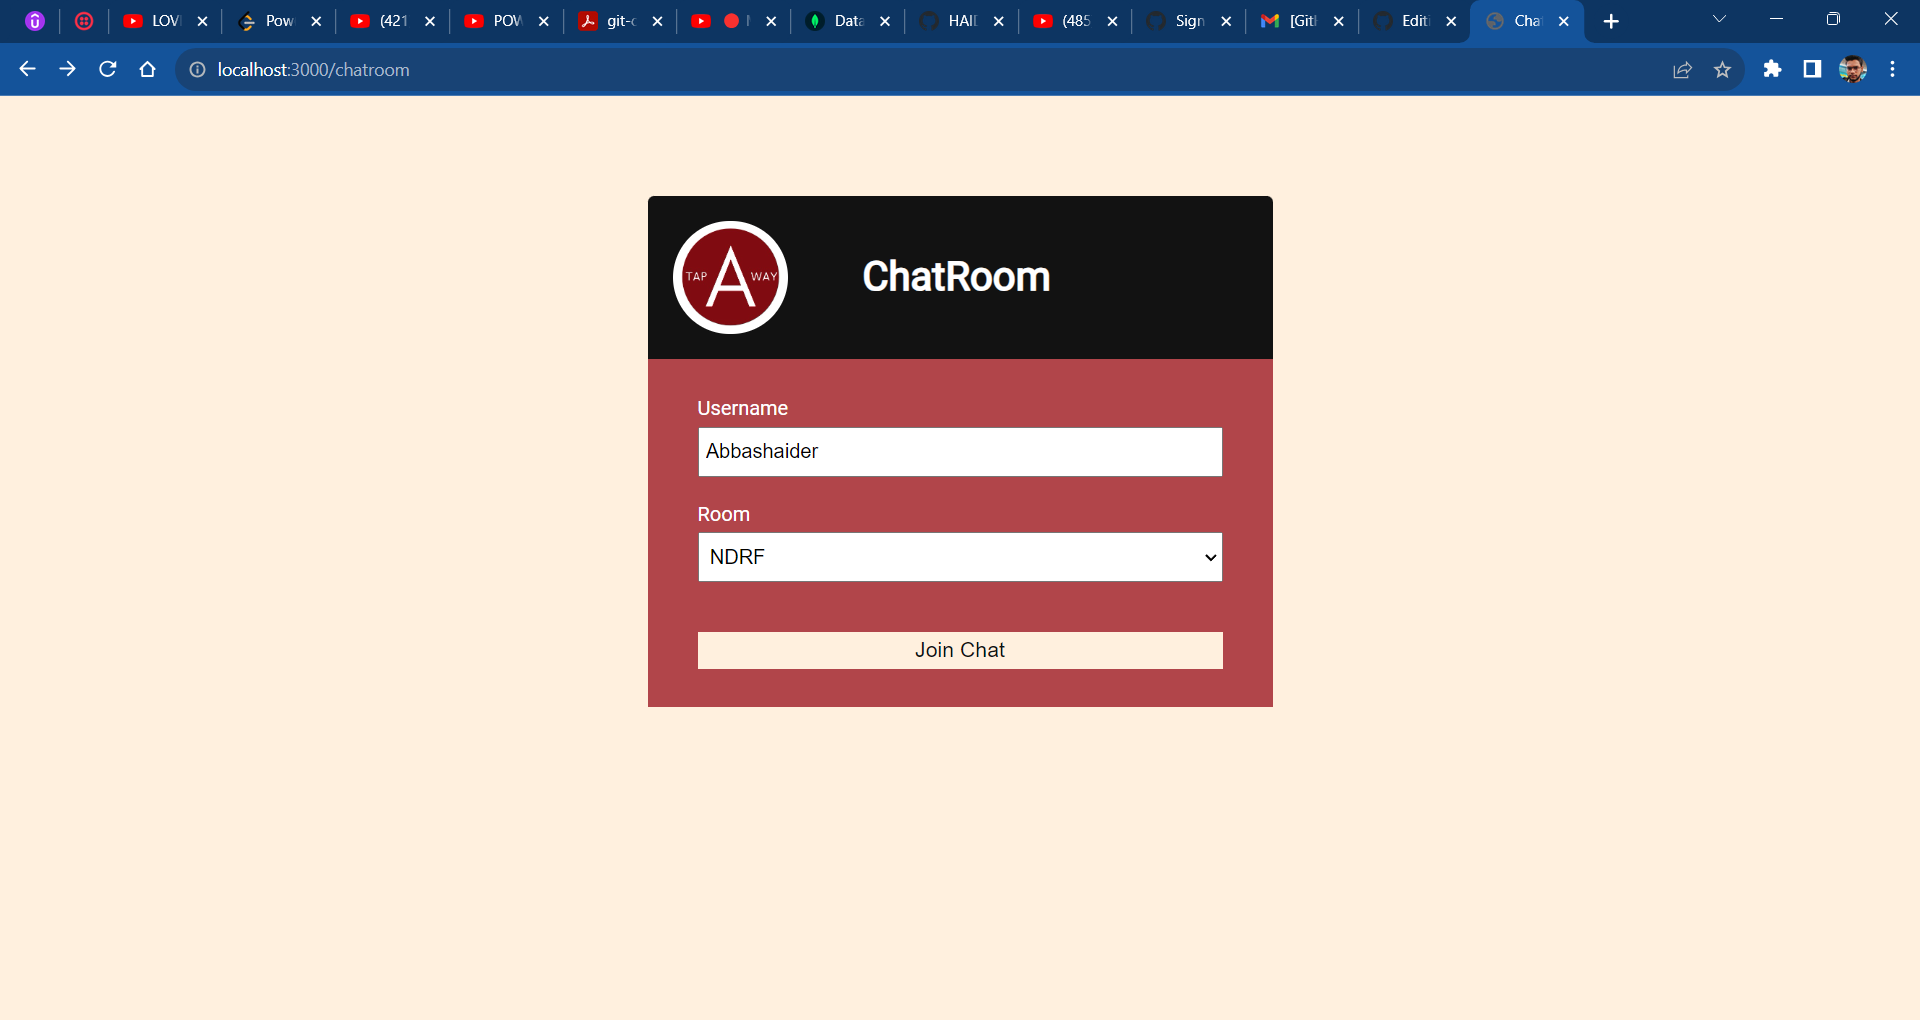 LOV
Pow
(421
POW
git-c
Data
HAID
(485
Sign
[Git
Editi
Chat
localhost:3000/chatroom
TAP A WAY
ChatRoom
Username
Abbashaider
Room
NDRF
Join Chat